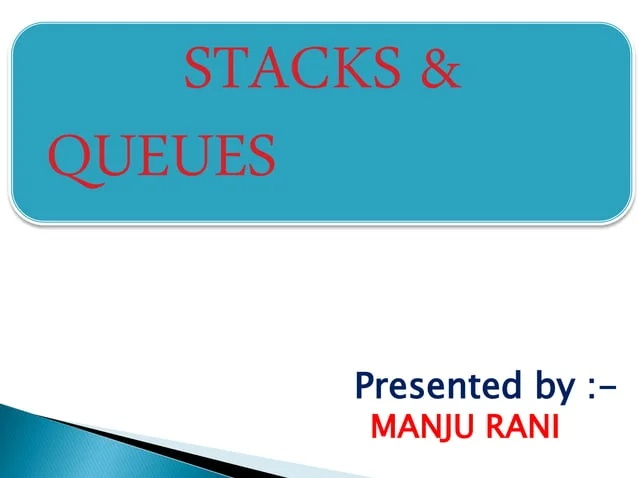 STACKS &
QUEUES
Presented by :-
MANJU RANI